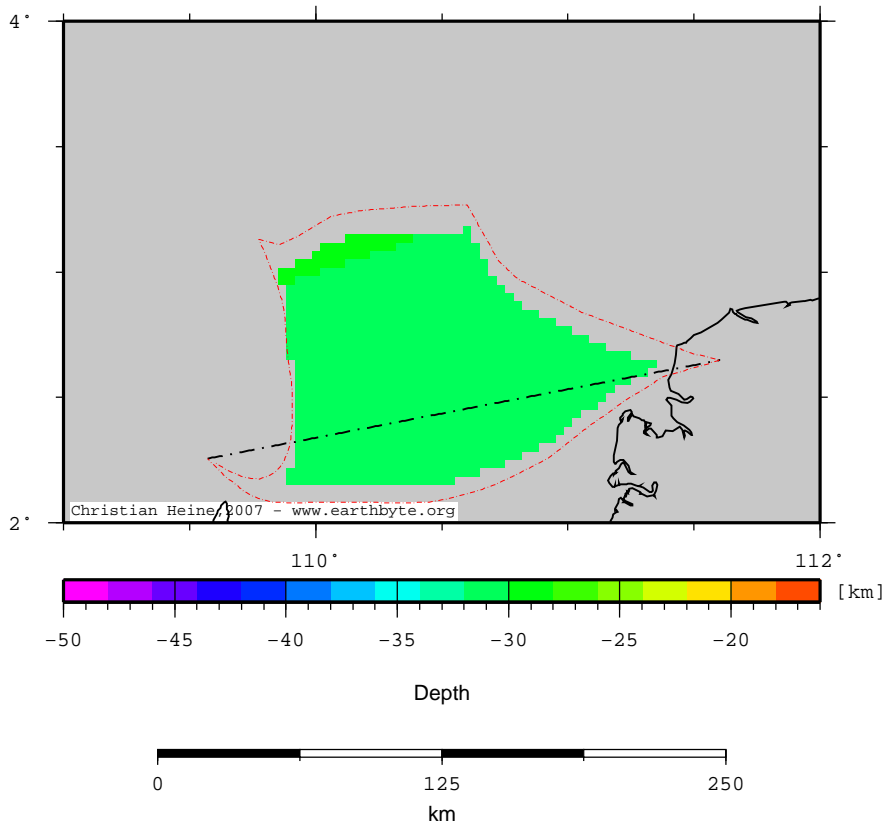 4°
2°
Christian Heine,2007 - www.earthbyte.org
110° 112°
[km]
-50 -45 -40 -35 -30 -25 -20
Depth
0 125 250
km